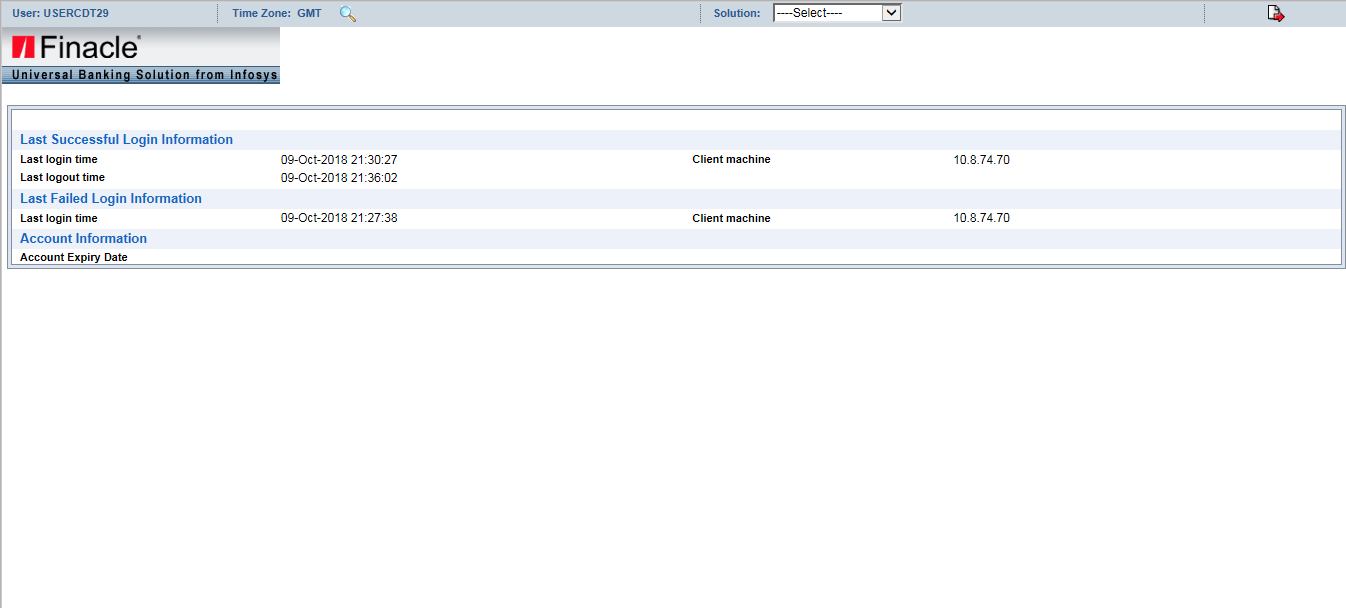 User: USERCDT29 Time Zone: GMT Solution: ----Select----
Finacle
Universal Banking Solution from Infosys
Last Successful Login Information
Last login time 09-Oct-2018 21:30:27 Client machine 10.8.74.70
Last logout time 09-Oct-2018 21:36:02
Last Failed Login Information
Last login time 09-Oct-2018 21:27:38 Client machine 10.8.74.70
Account Information
Account Expiry Date